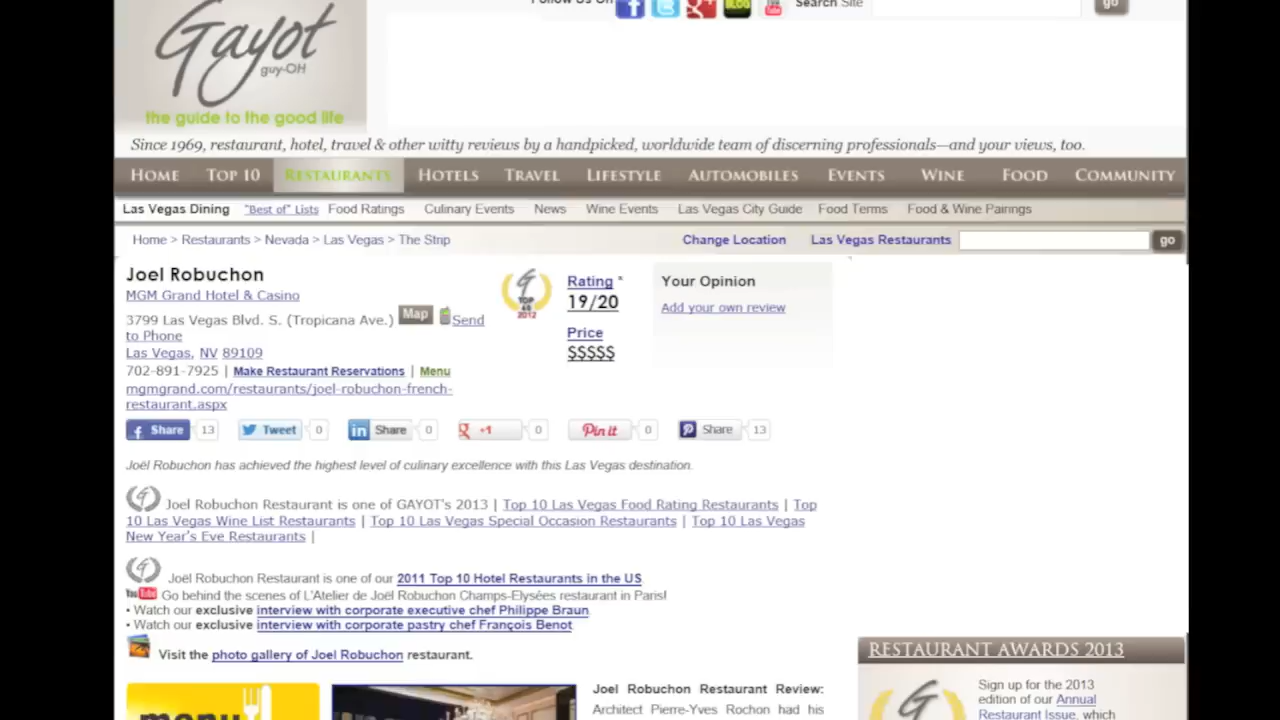 Follow Us On
Search Site
go
Gayot
guy-OH
the guide to the good life
Since 1969, restaurant, hotel, travel & other witty reviews by a handpicked, worldwide team of discerning professionals—and your views, too.
HOME TOP 10 RESTAURANTS HOTELS TRAVEL LIFESTYLE AUTOMOBILES EVENTS WINE FOOD COMMUNITY
Las Vegas Dining "Best of" Lists Food Ratings Culinary Events News Wine Events Las Vegas City Guide Food Terms Food & Wine Pairings
Home > Restaurants > Nevada > Las Vegas > The Strip Change Location Las Vegas Restaurants go
Joel Robuchon
MGM Grand Hotel & Casino
3799 Las Vegas Blvd. S. (Tropicana Ave.) Map Send
to Phone
Las Vegas, NV 89109
702-891-7925 | Make Restaurant Reservations | Menu
mgmgrand.com/restaurants/joel-robuchon-french-
restaurant.aspx
G
TOP
40
2012
Rating *
19/20
Price
$$$$$
Your Opinion
Add your own review
f Share 13 Tweet 0 in Share 0 g +1 0 Pin it 0 P Share 13
Joël Robuchon has achieved the highest level of culinary excellence with this Las Vegas destination.
G Joel Robuchon Restaurant is one of GAYOT's 2013 | Top 10 Las Vegas Food Rating Restaurants | Top
10 Las Vegas Wine List Restaurants | Top 10 Las Vegas Special Occasion Restaurants | Top 10 Las Vegas
New Year's Eve Restaurants |
G Joël Robuchon Restaurant is one of our 2011 Top 10 Hotel Restaurants in the US
You Tube Go behind the scenes of L'Atelier de Joël Robuchon Champs-Elysées restaurant in Paris!
• Watch our exclusive interview with corporate executive chef Philippe Braun
• Watch our exclusive interview with corporate pastry chef François Benot
Visit the photo gallery of Joel Robuchon restaurant.
menu
Joel Robuchon Restaurant Review:
Architect Pierre-Yves Rochon had his
RESTAURANT AWARDS 2013
G
Sign up for the 2013
edition of our Annual
Restaurant Issue, which